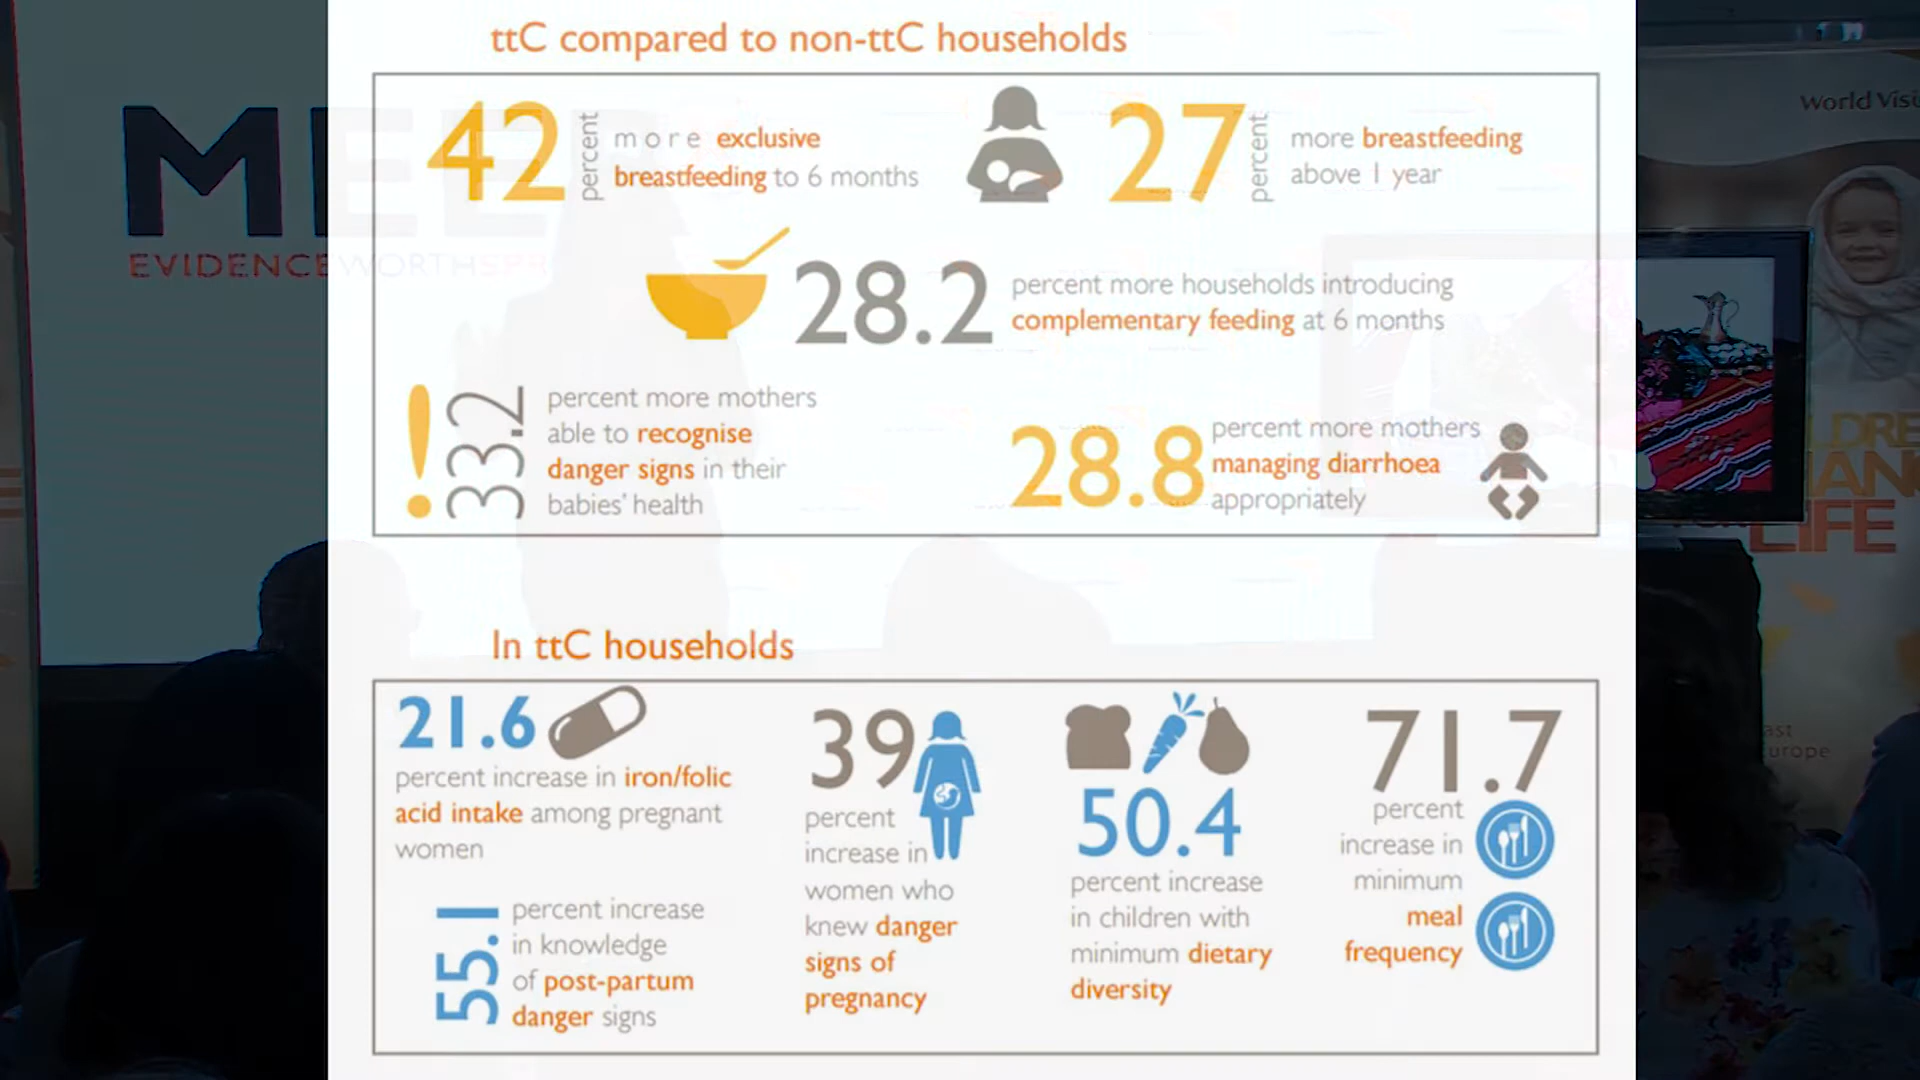 ttC compared to non-ttC households
42 percent more exclusive
breastfeeding to 6 months
27 percent more breastfeeding
above 1 year
28.2 percent more households introducing
complementary feeding at 6 months
33.2
percent more mothers
able to recognise
danger signs in their
babies' health
28.8
percent more mothers
managing diarrhoea
appropriately
In ttC households
21.6
percent increase in iron/folic
acid intake among pregnant
women
55.1
percent increase
in knowledge
of post-partum
danger signs
39
percent
increase in
women who
knew danger
signs of
pregnancy
50.4
percent increase
in children with
minimum dietary
diversity
71.7
percent
increase in
minimum
meal
frequency
EVIDENCEWORTH
World
LIFE